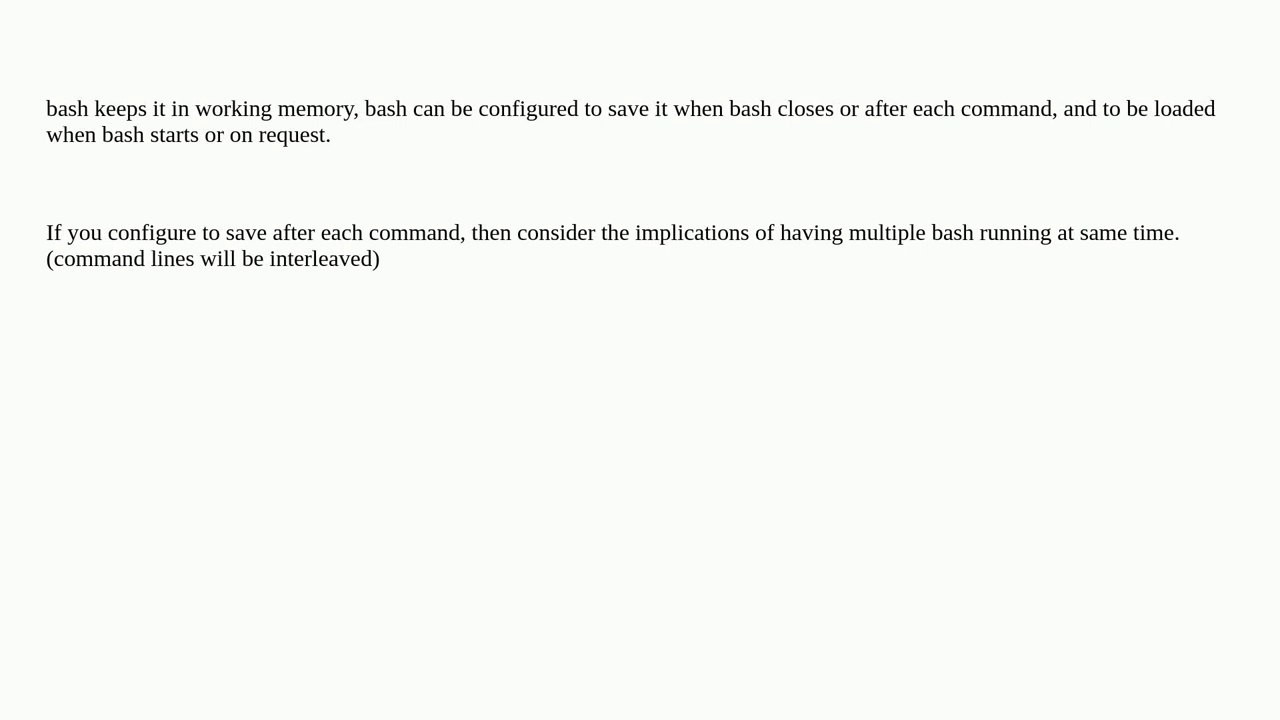 bash keeps it in working memory, bash can be configured to save it when bash closes or after each command, and to be loaded
when bash starts or on request.
If you configure to save after each command, then consider the implications of having multiple bash running at same time.
(command lines will be interleaved)